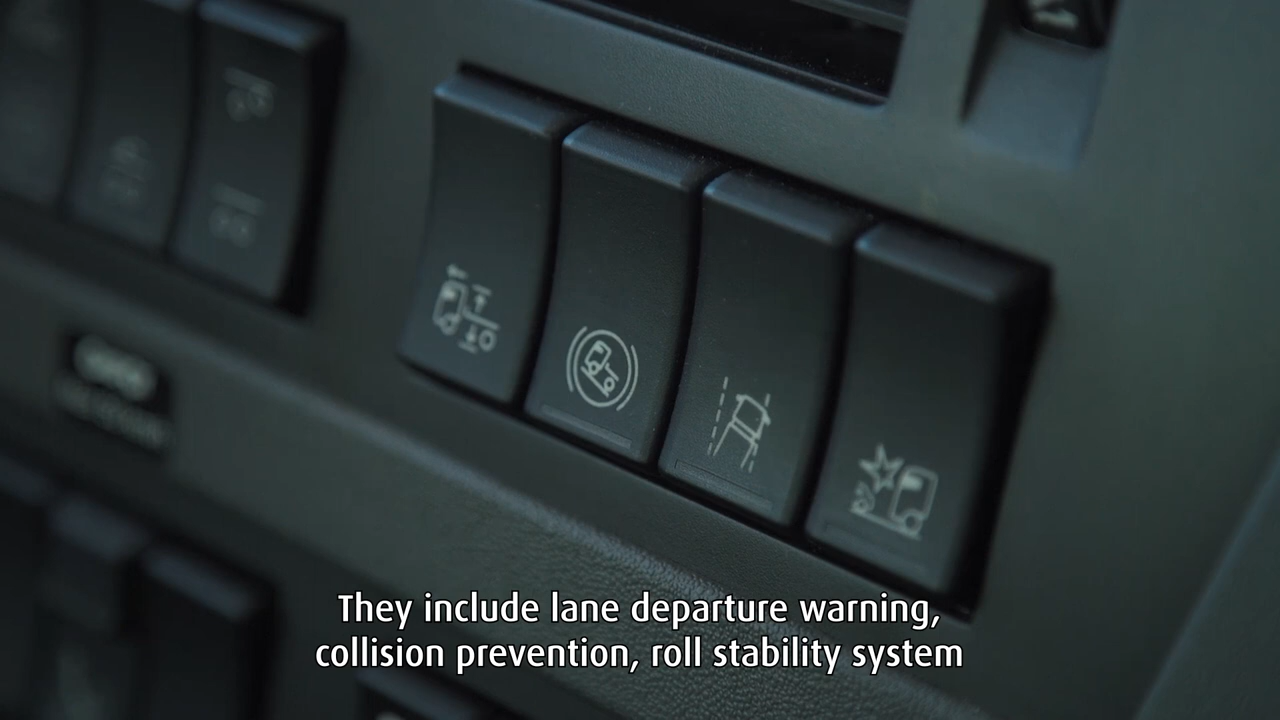 They include lane departure warning,
collision prevention, roll stability system